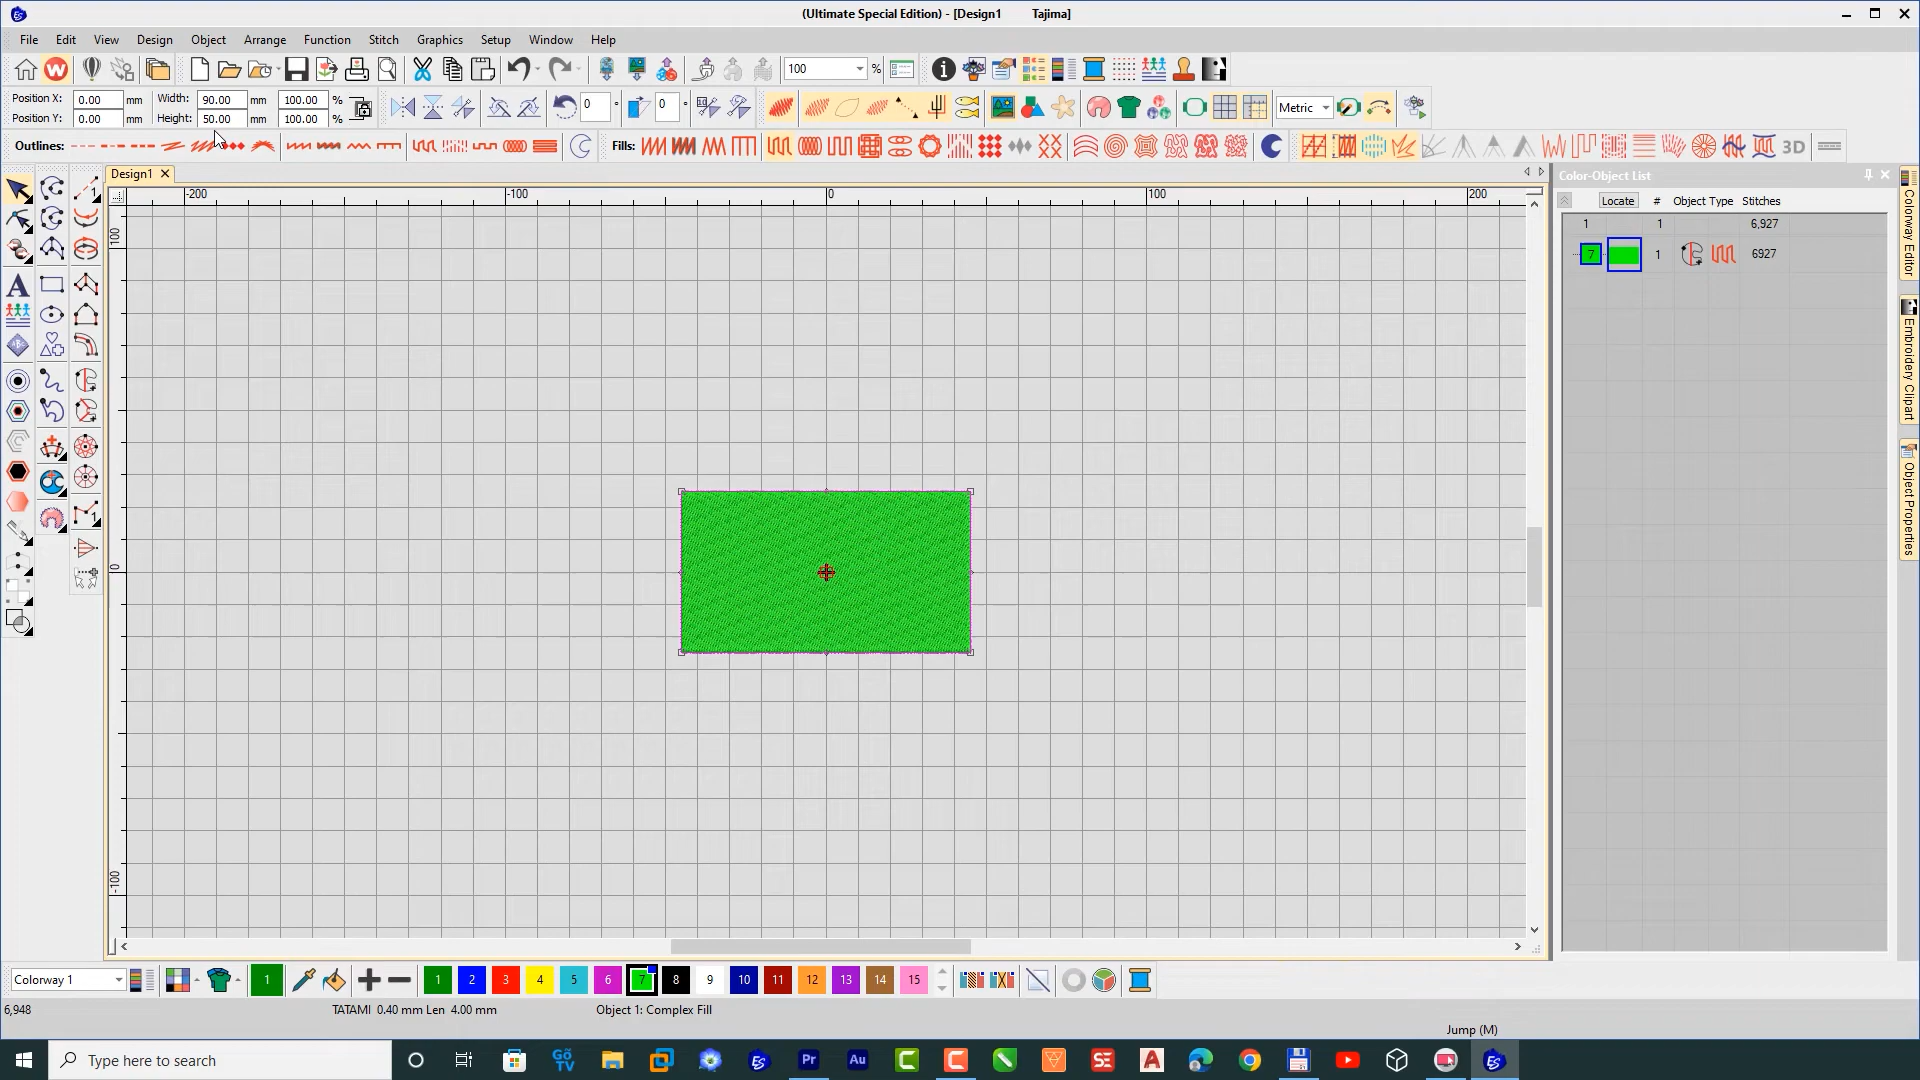 (Ultimate Special Edition) - [Design1 Tajima]
File Edit View Design Object Arrange Function Stitch Graphics Setup Window Help
100 %
Position X: 0.00 mm Width: 90.00 mm 100.00 % 0 ° 0 ° Metric
Position Y: 0.00 mm Height: 50.00 mm 100.00 %
Outlines: Fills: 3D
Design1
Color-Object List
Locate # Object Type Stitches
1 1 6,927
7 1 6927
-200 -100 0 100 200
100
0
-100
Colorway Editor
Embroidery Clipart
Object Properties
Colorway 1 1 1 2 3 4 5 6 7 8 9 10 11 12 13 14 15
6,948 TATAMI 0.40 mm Len 4.00 mm Object 1: Complex Fill
Jump (M)
Type here to search